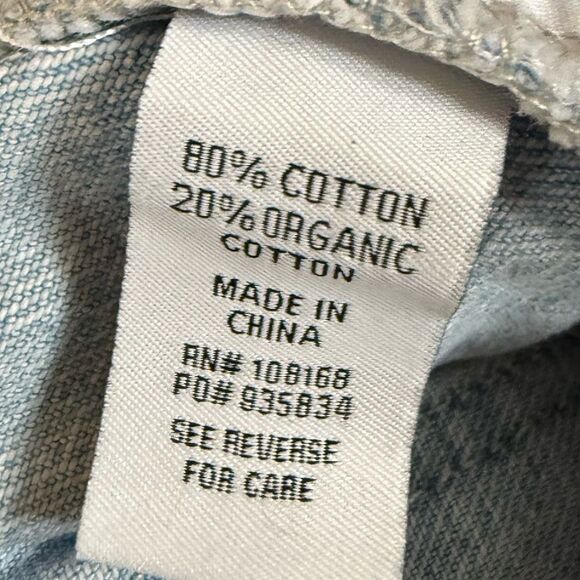 80% COTTON
20% ORGANIC
COTTON
MADE IN
CHINA
RN# 108168
PO# 935834
SEE REVERSE
FOR CARE